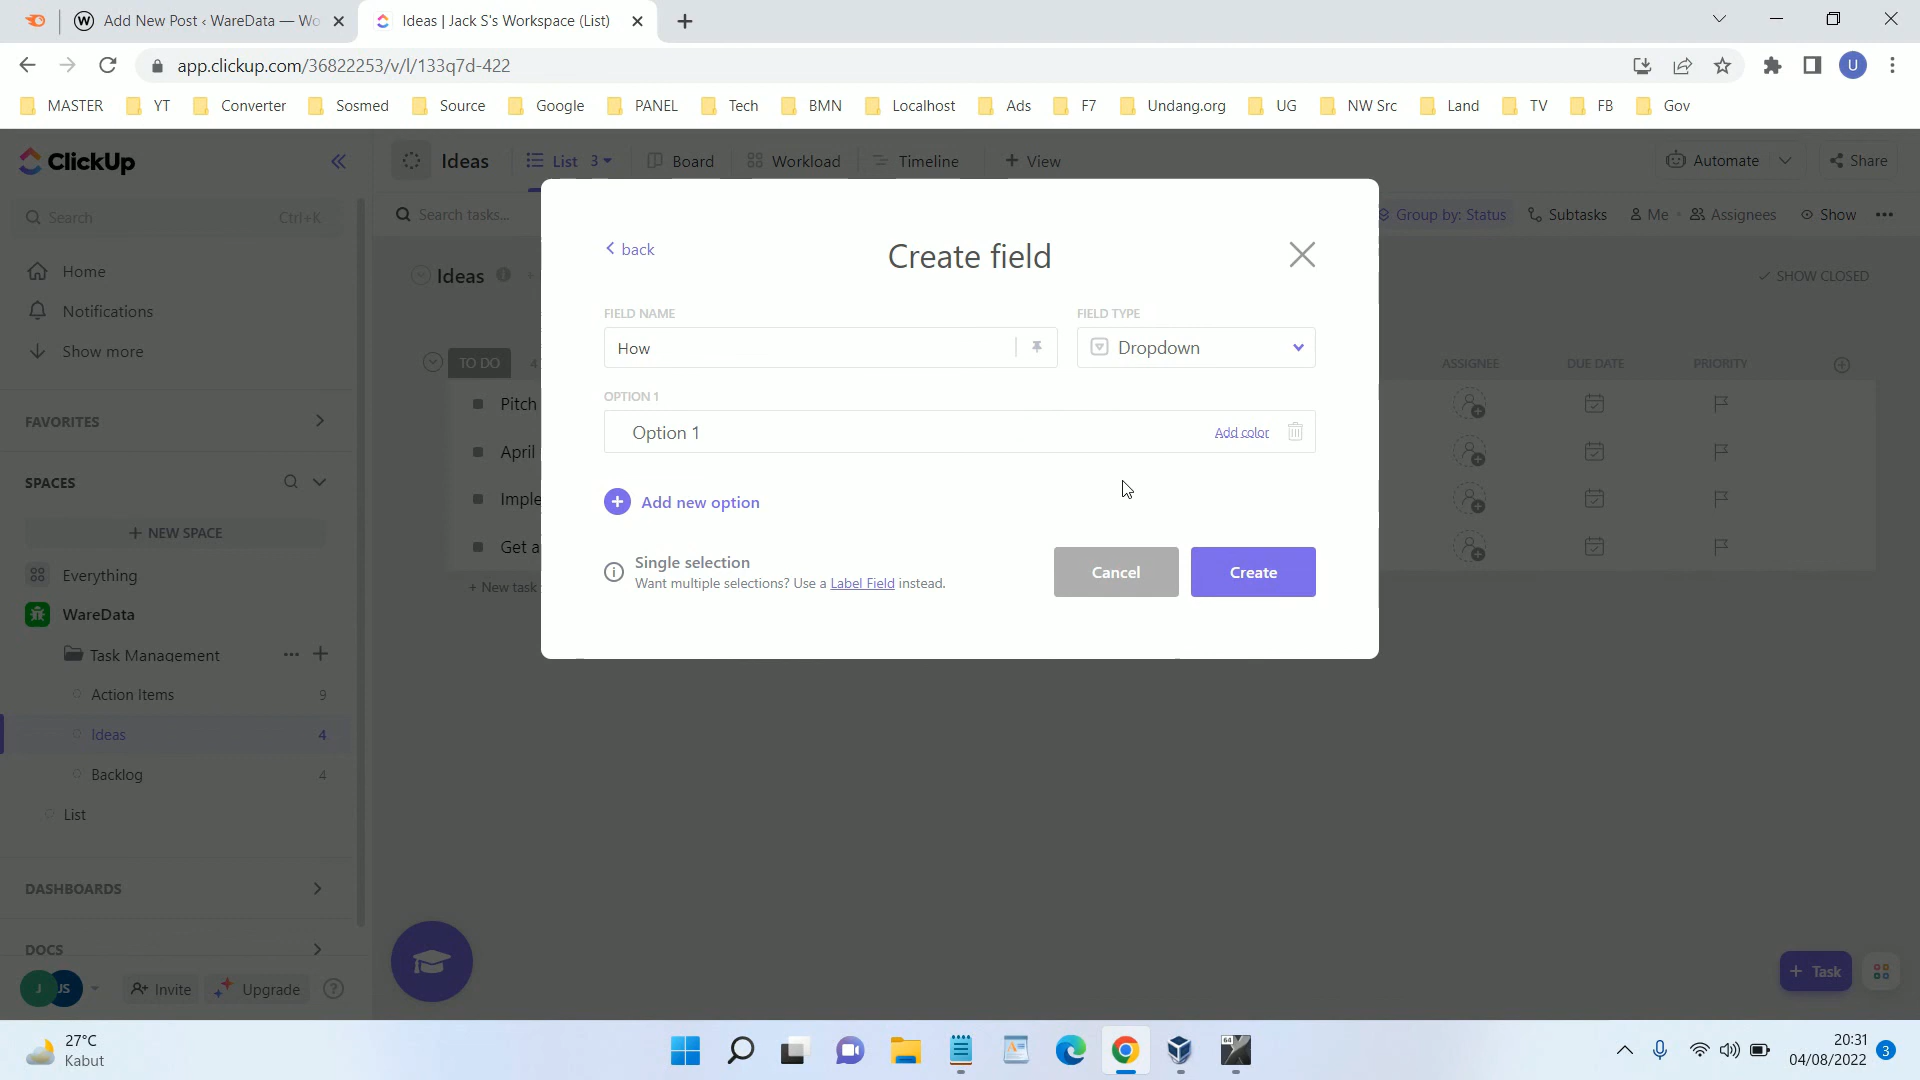 Add New Post ‹ WareData — Wo
Ideas | Jack S's Workspace (List)
app.clickup.com/36822253/v/l/133q7d-422
U
MASTER YT Converter Sosmed Source Google PANEL Tech BMN Localhost Ads F7 Undang.org UG NW Src Land TV FB Gov
ClickUp
Ideas List 3 Board Workload Timeline + View Automate Share
Search Ctrl+K
Search tasks...
Group by: Status Subtasks Me Assignees Show
Home
Notifications
Show more
FAVORITES
SPACES
+ NEW SPACE
Everything
WareData
Task Management
Action Items 9
Ideas 4
Backlog 4
List
DASHBOARDS
DOCS
J JS Invite Upgrade ?
Ideas
SHOW CLOSED
TO DO 4
ASSIGNEE DUE DATE PRIORITY
Pitch
April
Imple
Get a
+ New task
back
Create field
FIELD NAME
FIELD TYPE
How
Dropdown
OPTION 1
Option 1
Add color
Add new option
Single selection
Want multiple selections? Use a Label Field instead.
Cancel
Create
+ Task
27°C
Kabut
64
20:31
04/08/2022
3